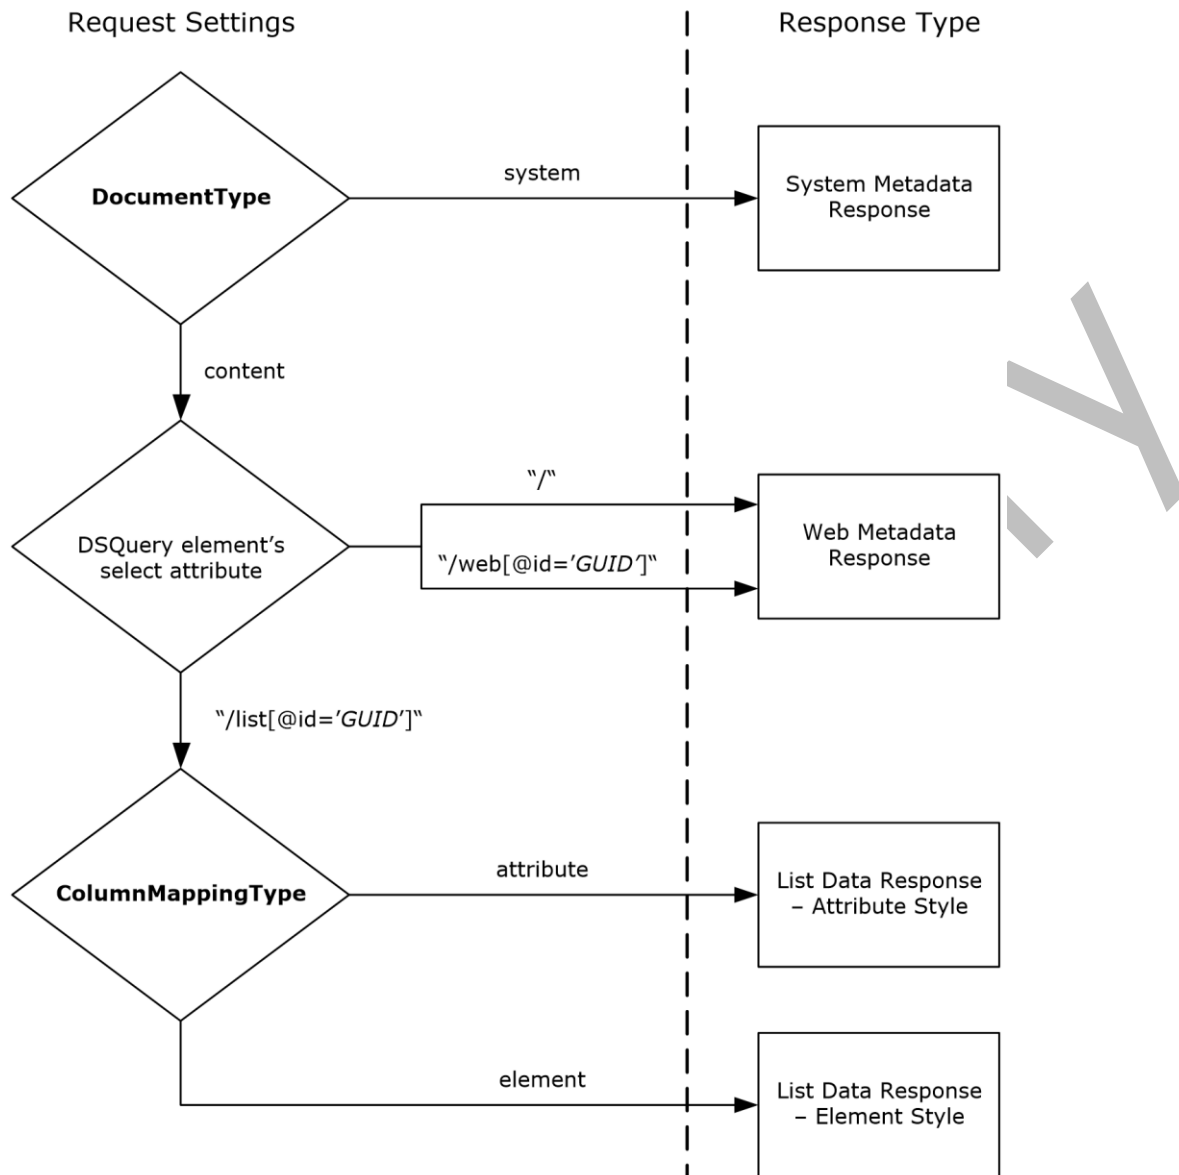 Request Settings
Response Type
DocumentType
system
System Metadata
Response
content
DSQuery element’s
select attribute
“/“
“/web[@id=’GUID’]“
Web Metadata
Response
“/list[@id=’GUID’]“
ColumnMappingType
attribute
List Data Response
– Attribute Style
element
List Data Response
– Element Style